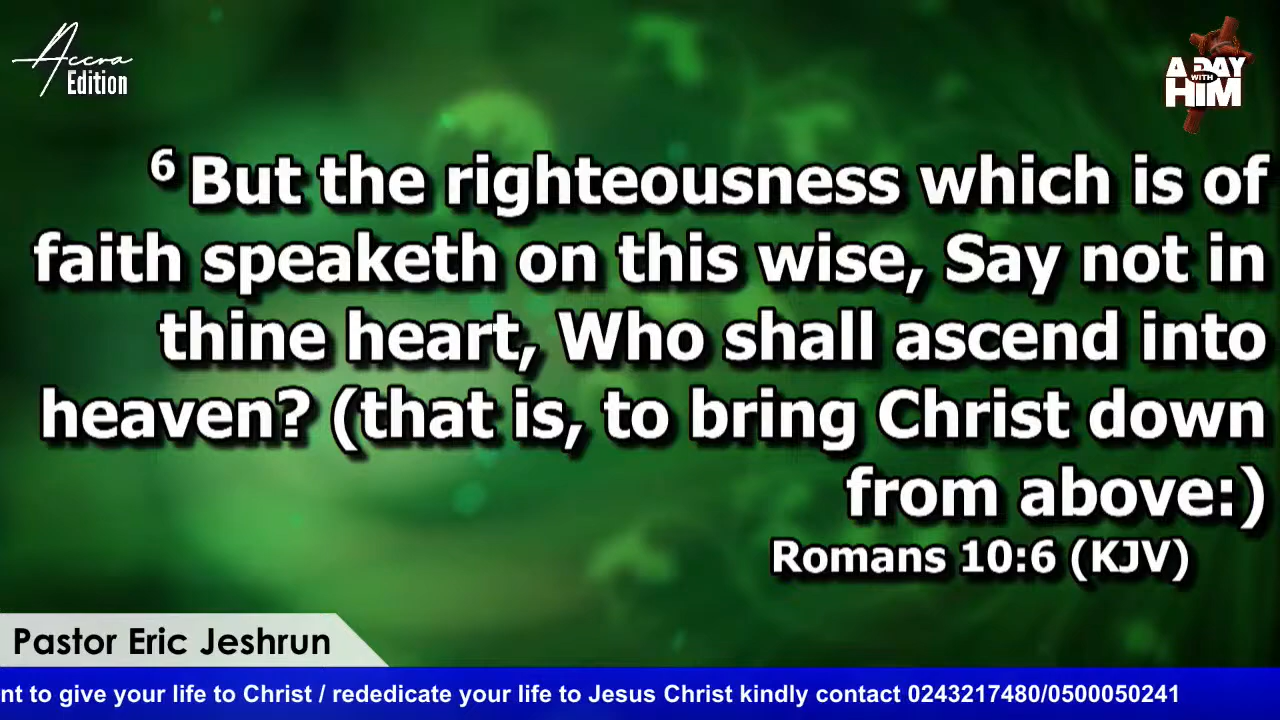 Accra
Edition
A DAY
WITH
HIM
6 But the righteousness which is of
faith speaketh on this wise, Say not in
thine heart, Who shall ascend into
heaven? (that is, to bring Christ down
from above:)
Romans 10:6 (KJV)
Pastor Eric Jeshrun
nt to give your life to Christ / rededicate your life to Jesus Christ kindly contact 0243217480/0500050241